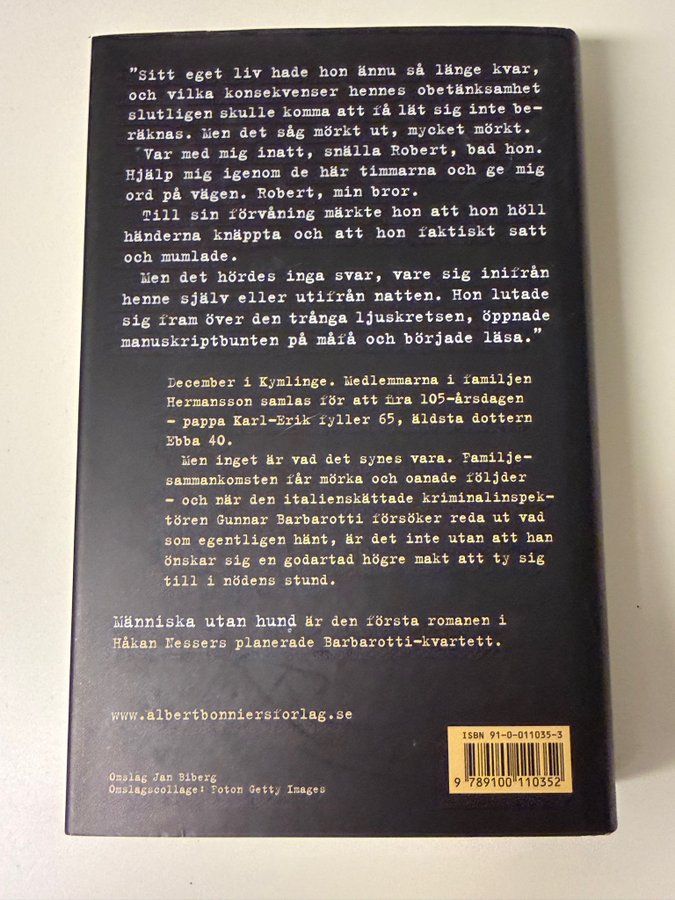 "Sitt eget liv hade hon ännu så länge kvar,
och vilka konsekvenser hennes obetänksamhet
slutligen skulle komma att få lät sig inte be-
räknas. Men det såg mörkt ut, mycket mörkt.
Var med mig inatt, snälla Robert, bad hon.
Hjälp mig igenom de här timmarna och ge mig
ord på vägen. Robert, min bror.
Till sin förvåning märkte hon att hon höll
händerna knäppta och att hon faktiskt satt
och mumlade.
Men det hördes inga svar, vare sig inifrån
henne själv eller utifrån natten. Hon lutade
sig fram över den trånga ljuskretsen, öppnade
manuskriptbunten på måfå och började läsa."
December i Kymlinge. Medlemmarna i familjen
Hermansson samlas för att fira 105-årsdagen
– pappa Karl-Erik fyller 65, äldsta dottern
Ebba 40.
Men inget är vad det synes vara. Familje-
sammankomsten får mörka och oanade följder
– och när den italienskättade kriminalinspek-
tören Gunnar Barbarotti försöker reda ut vad
som egentligen hänt, är det inte utan att han
önskar sig en godartad högre makt att ty sig
till i nödens stund.
Människa utan hund är den första romanen i
Håkan Nessers planerade Barbarotti-kvartett.
www.albertbonniersforlag.se
ISBN 91-0-011035-3
9 789100 110352
Omslag Jan Biberg
Omslagscollage: Foton Getty Images